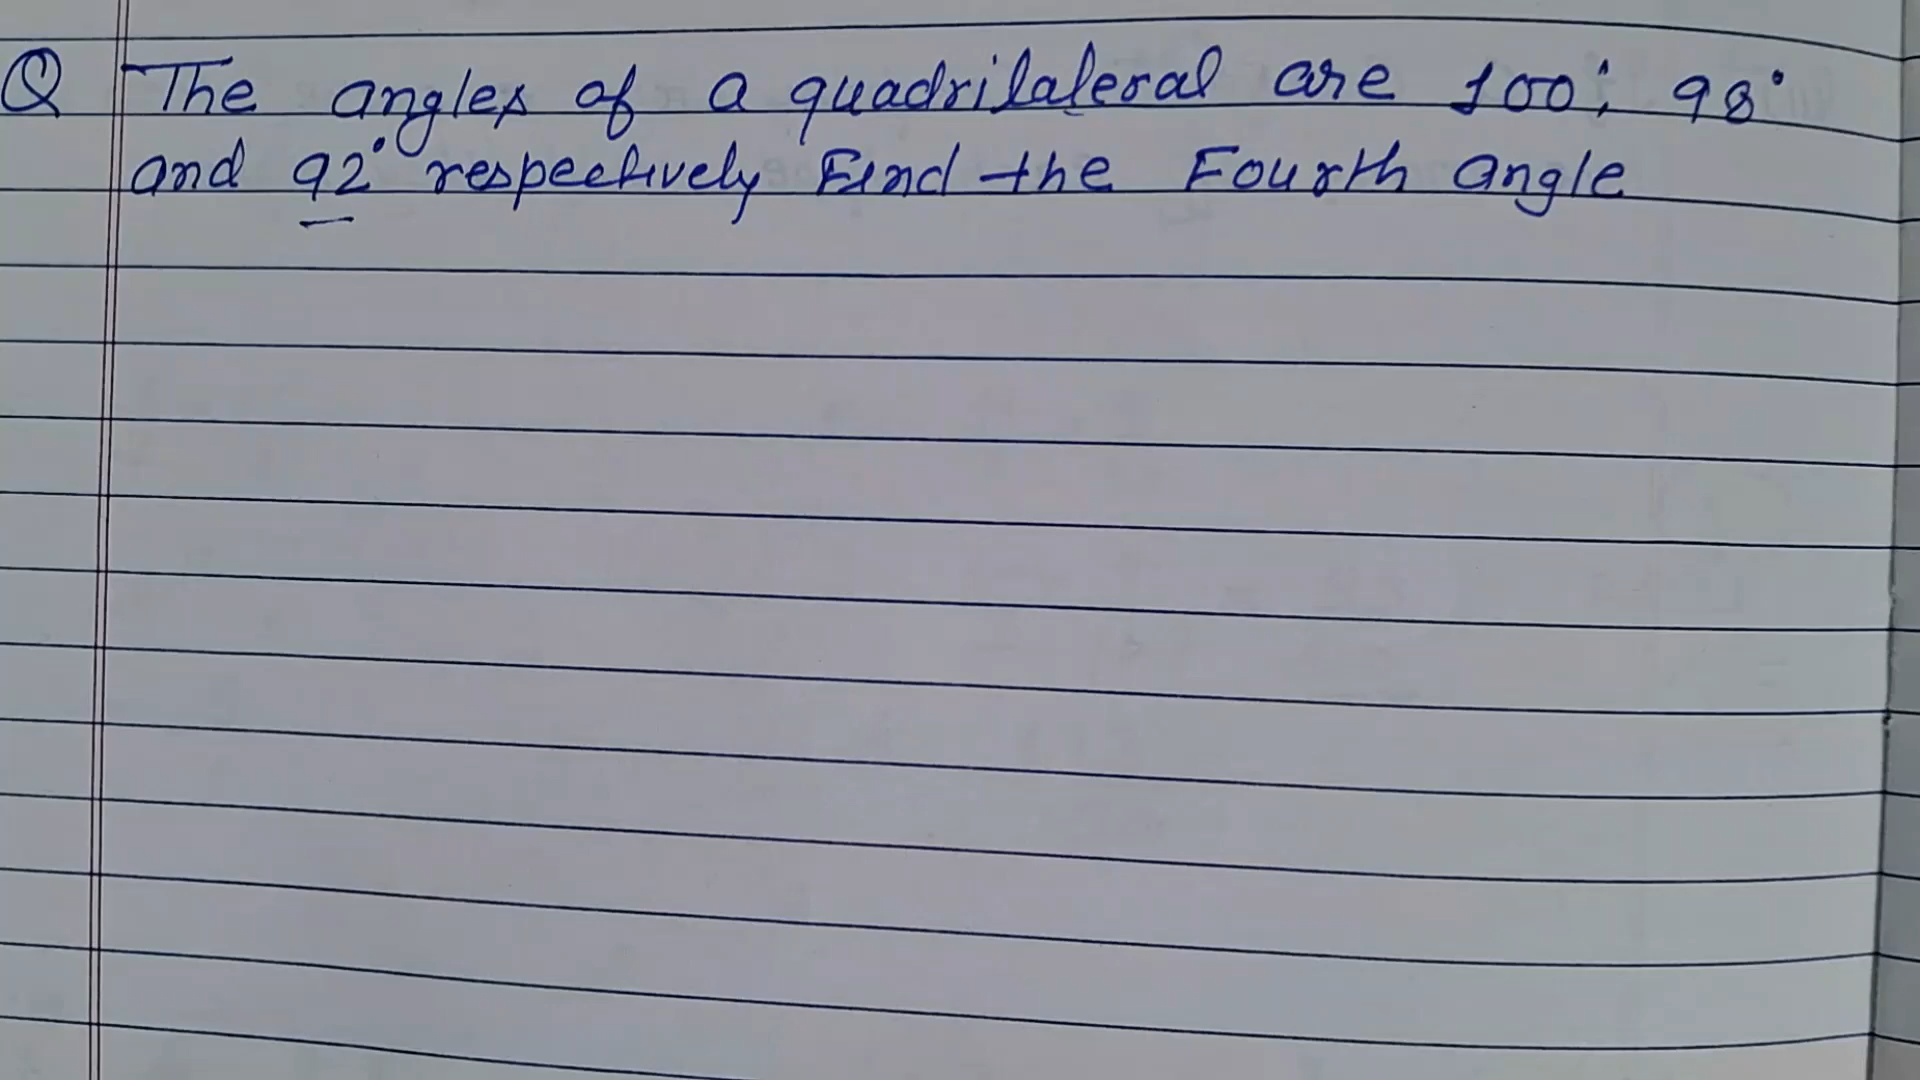 Q The angles of a quadrilateral are 100°, 98°
and 92° respectively Find the Fourth angle